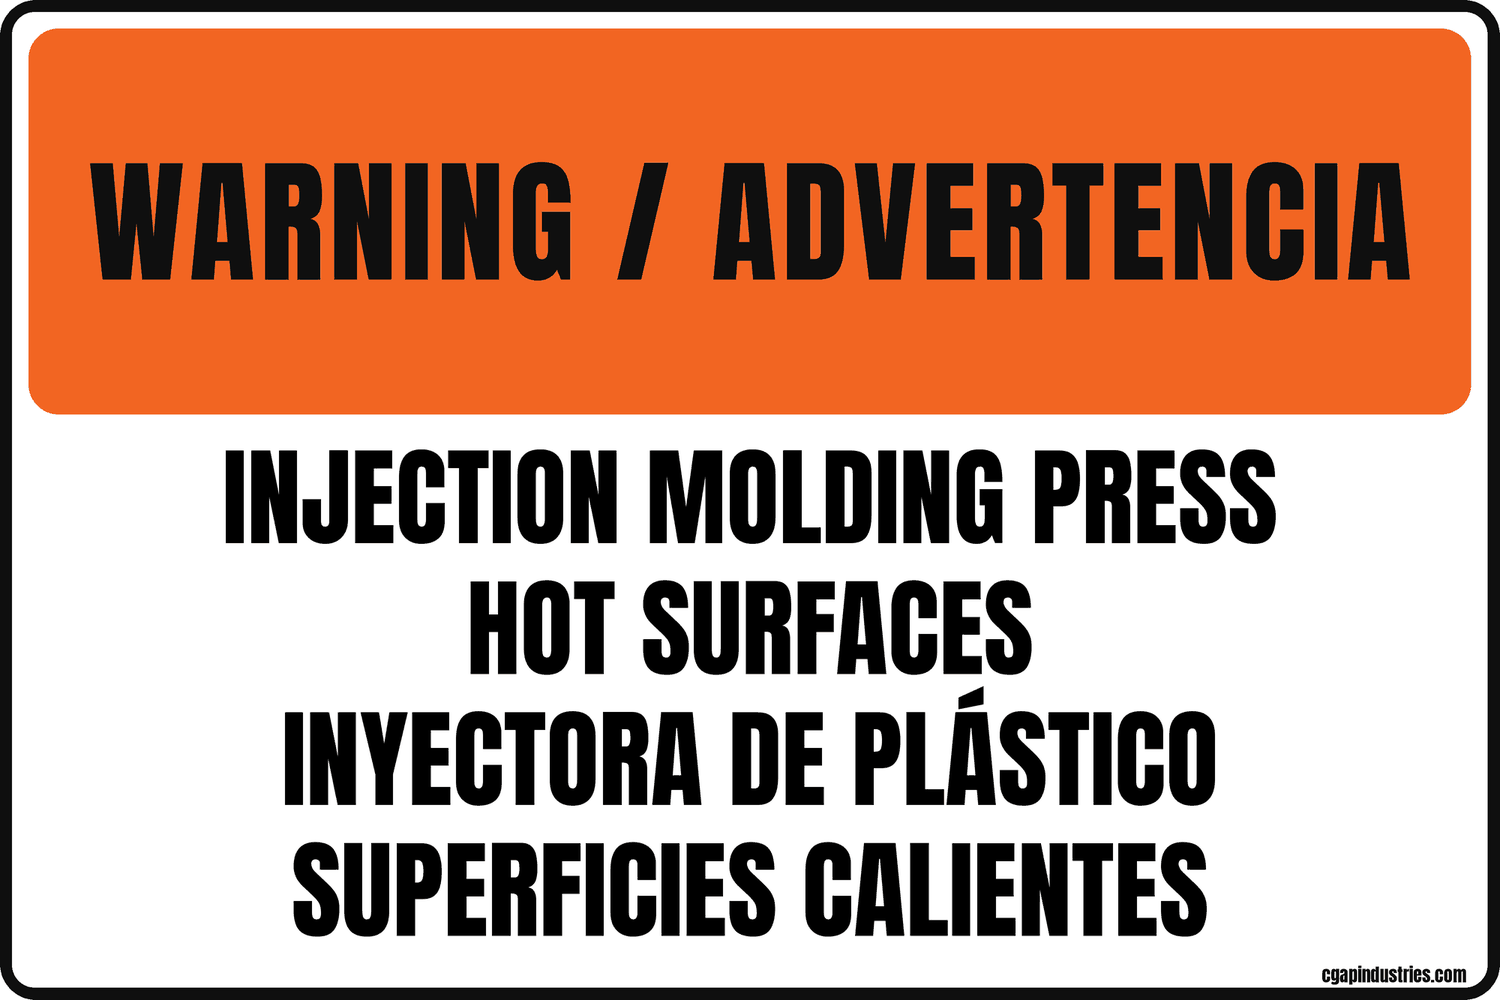 WARNING / ADVERTENCIA
INJECTION MOLDING PRESS
HOT SURFACES
INYECTORA DE PLÁSTICO
SUPERFICIES CALIENTES
cgapindustries.com